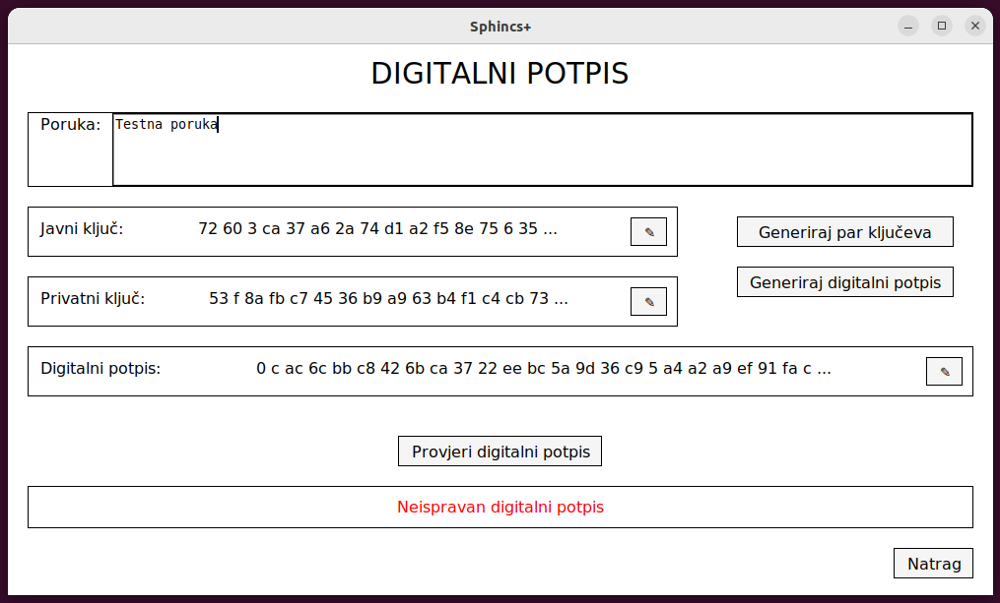 Sphincs+
DIGITALNI POTPIS
Poruka: Testna poruka
Javni ključ: 72 60 3 ca 37 a6 2a 74 d1 a2 f5 8e 75 6 35 ...
Generiraj par ključeva
Generiraj digitalni potpis
Privatni ključ: 53 f 8a fb c7 45 36 b9 a9 63 b4 f1 c4 cb 73 ...
Digitalni potpis: 0 c ac 6c bb c8 42 6b ca 37 22 ee bc 5a 9d 36 c9 5 a4 a2 a9 ef 91 fa c ...
Provjeri digitalni potpis
Neispravan digitalni potpis
Natrag